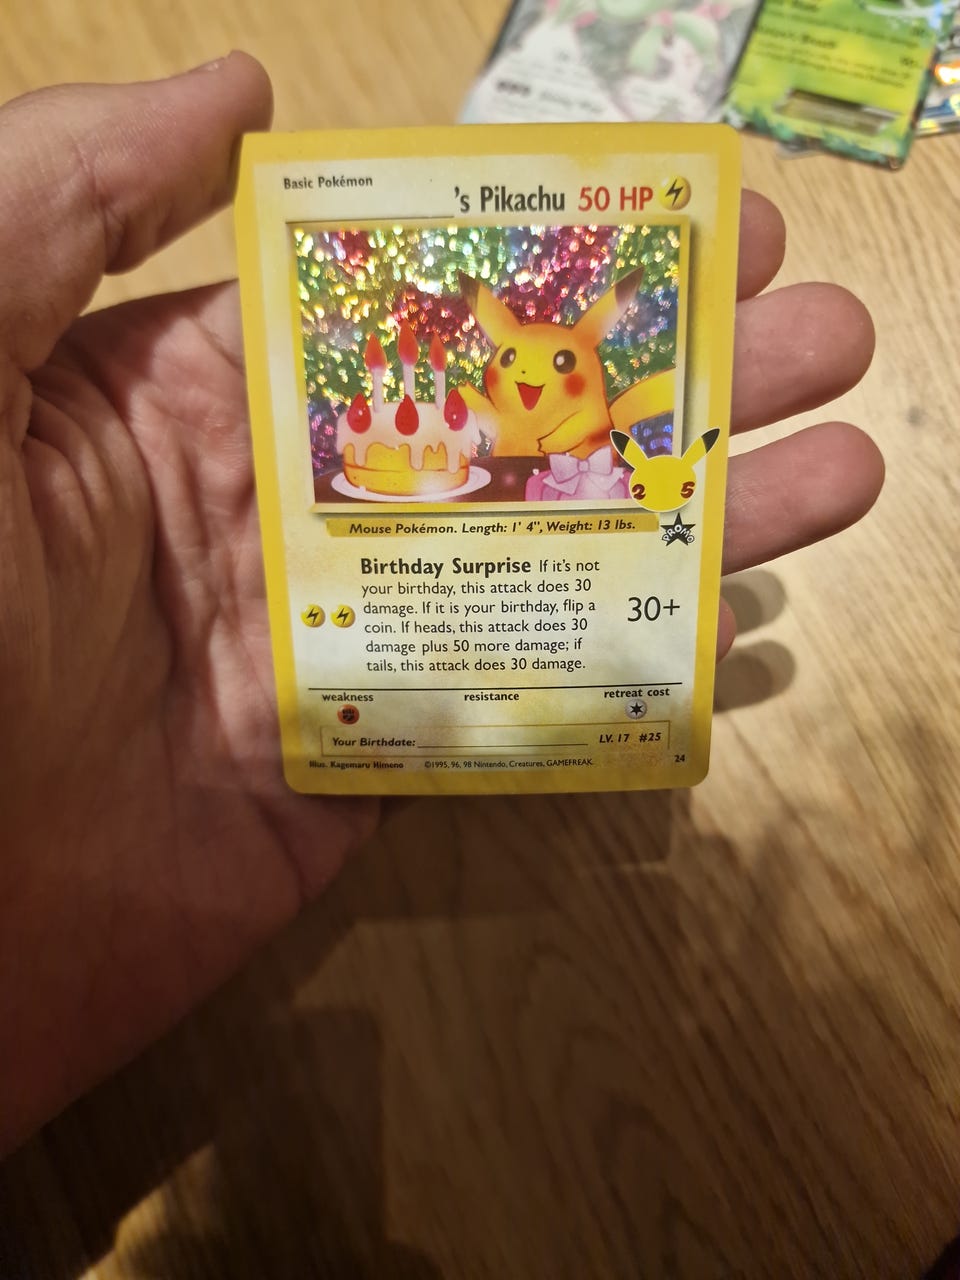 Basic Pokémon
's Pikachu 50 HP
2 5
PROMO
Mouse Pokémon. Length: 1' 4", Weight: 13 lbs.
Birthday Surprise If it's not
your birthday, this attack does 30
damage. If it is your birthday, flip a
coin. If heads, this attack does 30
damage plus 50 more damage; if
tails, this attack does 30 damage.
30+
weakness resistance retreat cost
Your Birthdate: LV. 17 #25
Illus. Kagemaru Himeno ©1995, 96, 98 Nintendo, Creatures, GAMEFREAK. 24